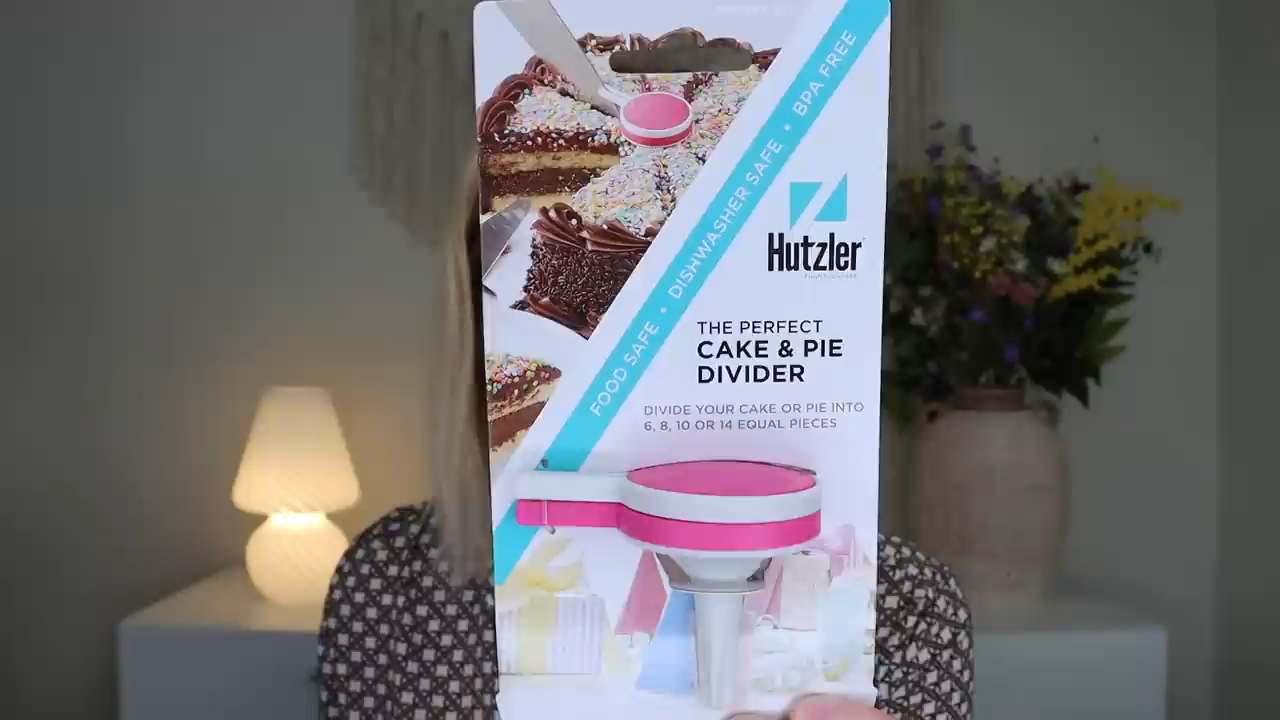 FOOD SAFE • DISHWASHER SAFE • BPA FREE
Hutzler
THE PERFECT
CAKE & PIE
DIVIDER
DIVIDE YOUR CAKE OR PIE INTO
6, 8, 10 OR 14 EQUAL PIECES